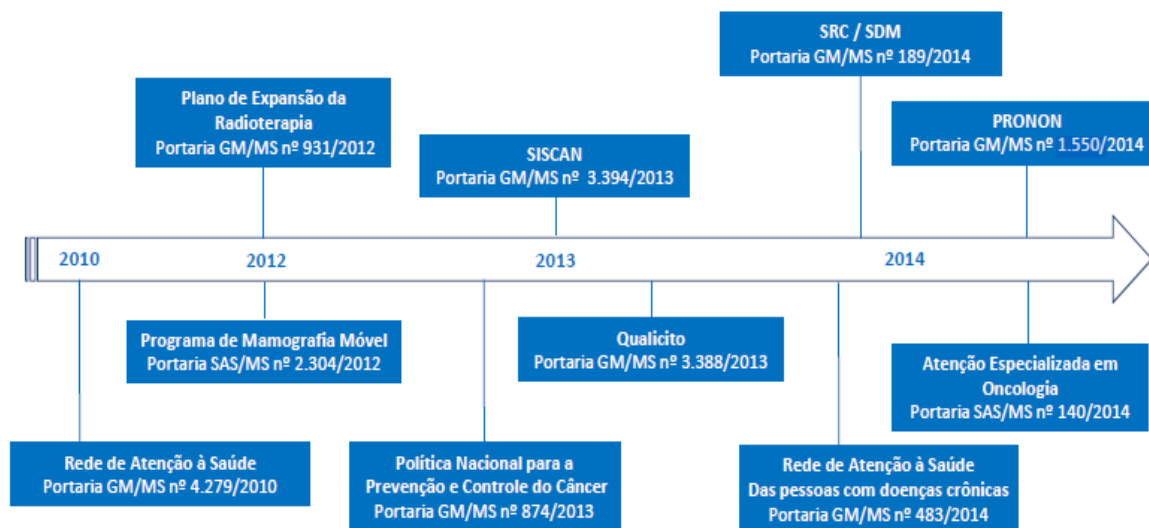 SRC / SDM
Portaria GM/MS nº 189/2014
Plano de Expansão da
Radioterapia
Portaria GM/MS nº 931/2012
SISCAN
Portaria GM/MS nº 3.394/2013
PRONON
Portaria GM/MS nº 1.550/2014
2010
2012
2013
2014
Programa de Mamografia Móvel
Portaria SAS/MS nº 2.304/2012
Qualicito
Portaria GM/MS nº 3.388/2013
Atenção Especializada em
Oncologia
Portaria SAS/MS nº 140/2014
Rede de Atenção à Saúde
Portaria GM/MS nº 4.279/2010
Política Nacional para a
Prevenção e Controle do Câncer
Portaria GM/MS nº 874/2013
Rede de Atenção à Saúde
Das pessoas com doenças crônicas
Portaria GM/MS nº 483/2014